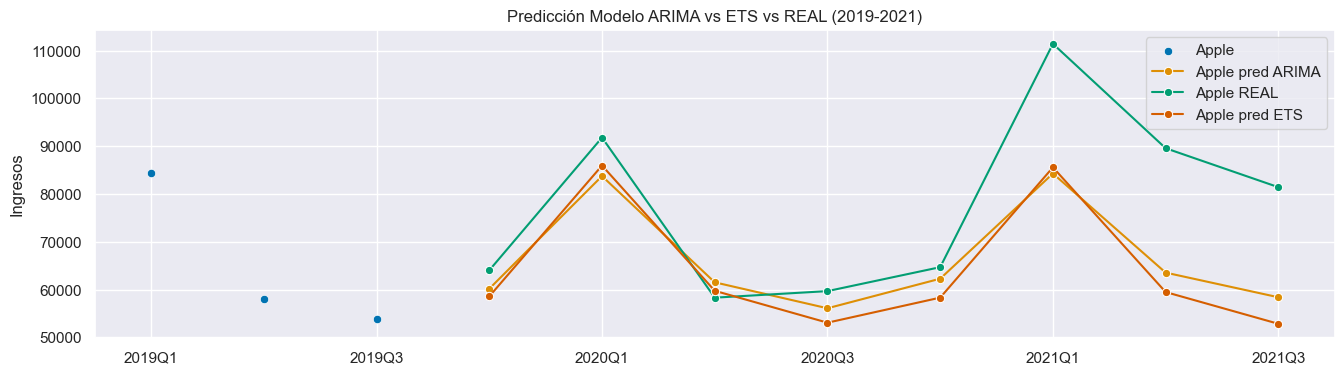 Predicción Modelo ARIMA vs ETS vs REAL (2019-2021)
Apple
Apple pred ARIMA
Apple REAL
Apple pred ETS
Ingresos
110000
100000
90000
80000
70000
60000
50000
2019Q1
2019Q3
2020Q1
2020Q3
2021Q1
2021Q3